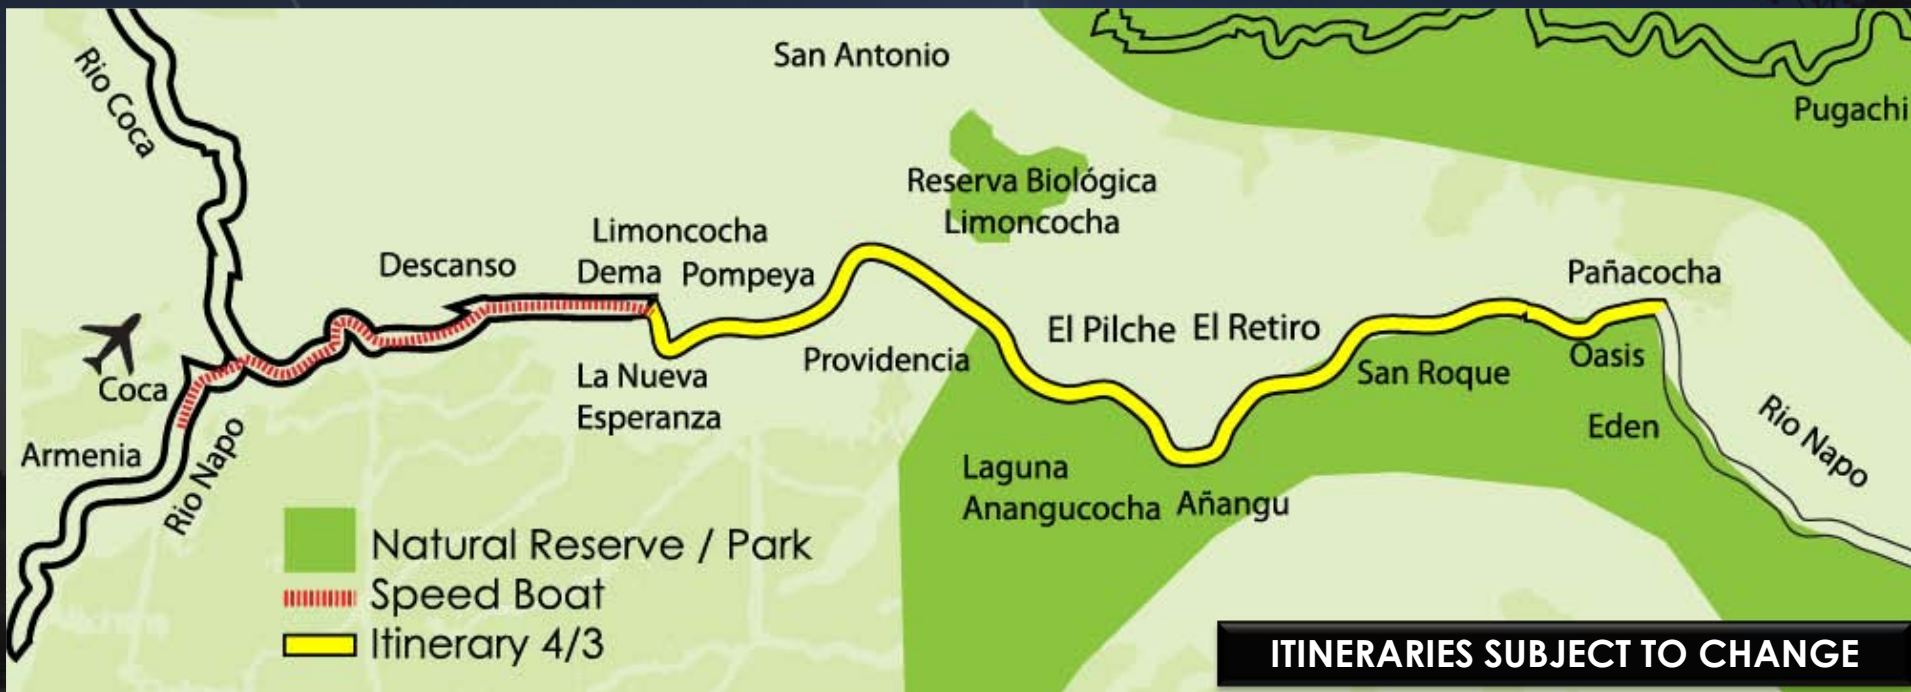 San Antonio
Rio Coca
Pugachi
Reserva Biológica
Limoncocha
Limoncocha
Descanso
Dema
Pompeya
Pañacocha
El Pilche
El Retiro
Providencia
Oasis
San Roque
Coca
La Nueva
Esperanza
Eden
Rio Napo
Armenia
Rio Napo
Laguna
Anangucocha
Añangu
Natural Reserve / Park
Speed Boat
Itinerary 4/3
ITINERARIES SUBJECT TO CHANGE